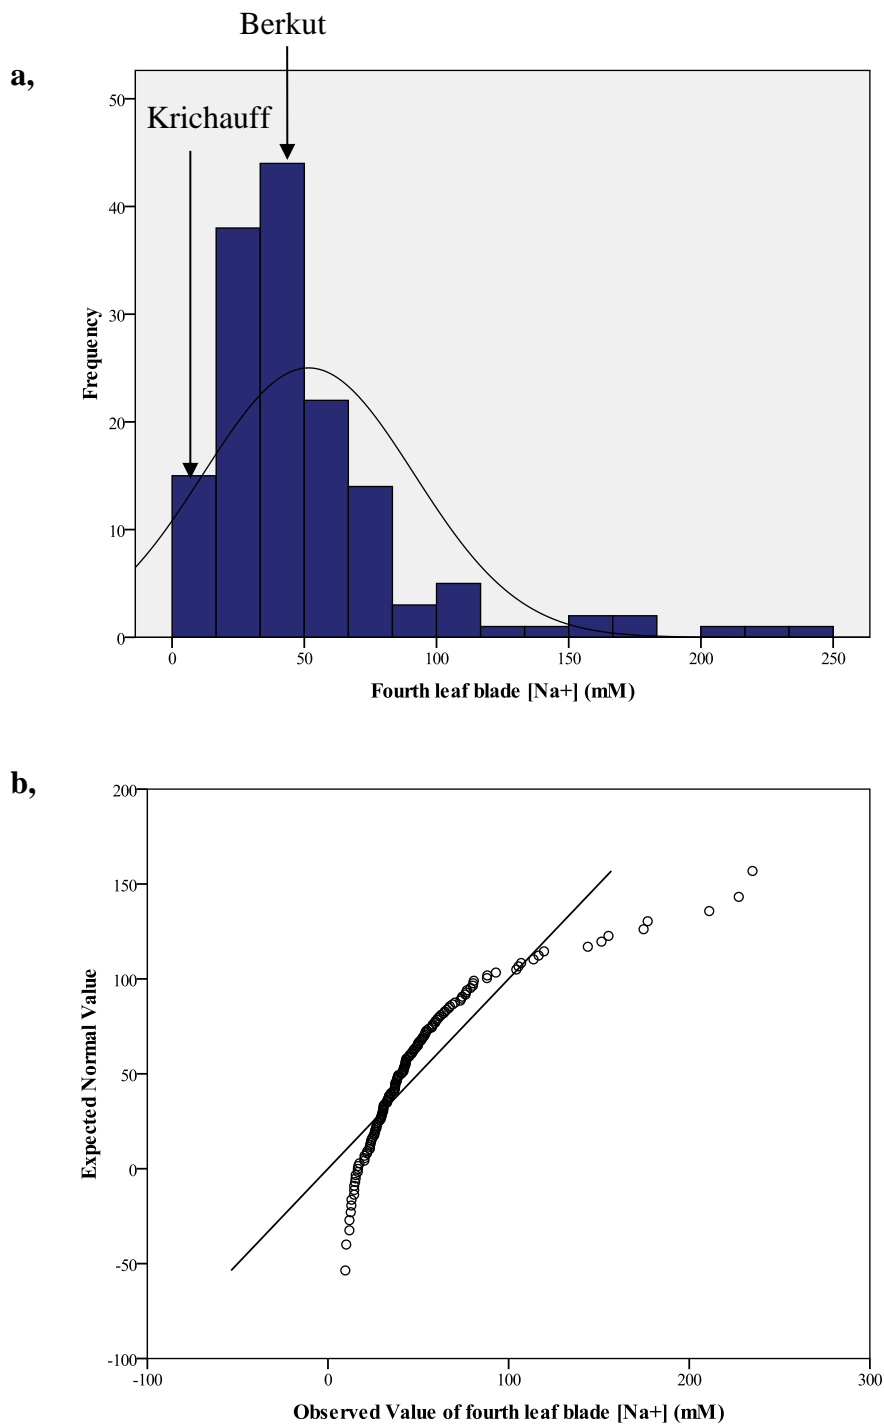 Berkut
a,
Krichauff
50
40
30
20
10
0
Frequency
0 50 100 150 200 250
Fourth leaf blade [Na+] (mM)
b,
200
150
100
50
0
-50
-100
Expected Normal Value
-100 0 100 200 300
Observed Value of fourth leaf blade [Na+] (mM)